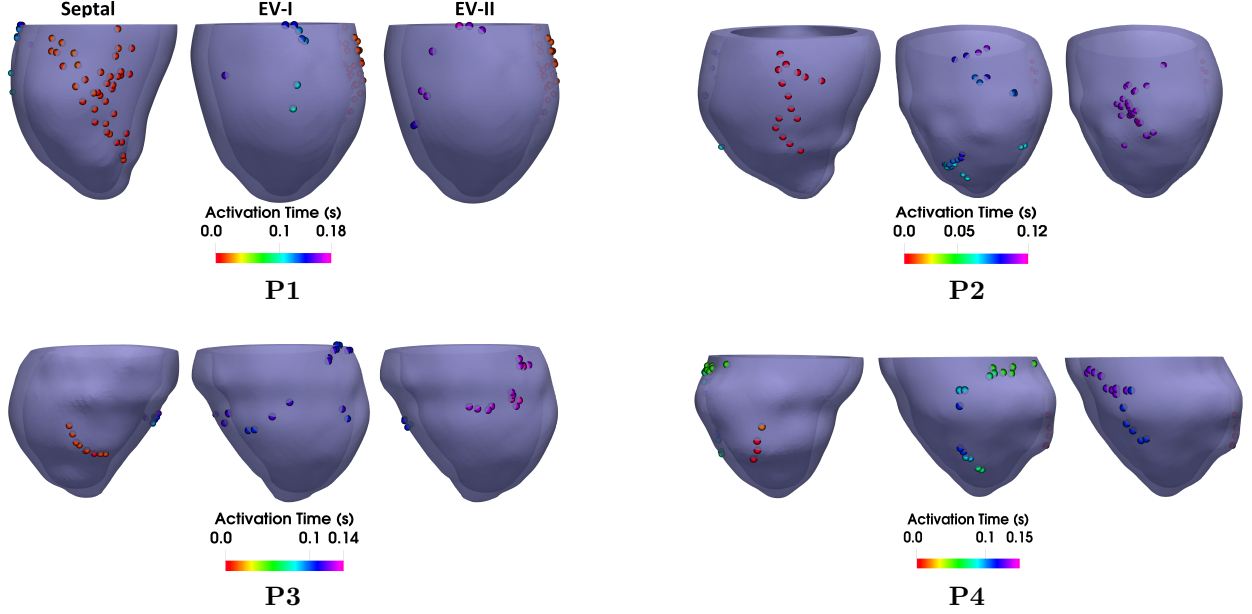 Septal EV-I EV-II
Activation Time (s)
0.0 0.1 0.18
P1
Activation Time (s)
0.0 0.05 0.12
P2
Activation Time (s)
0.0 0.1 0.14
P3
Activation Time (s)
0.0 0.1 0.15
P4